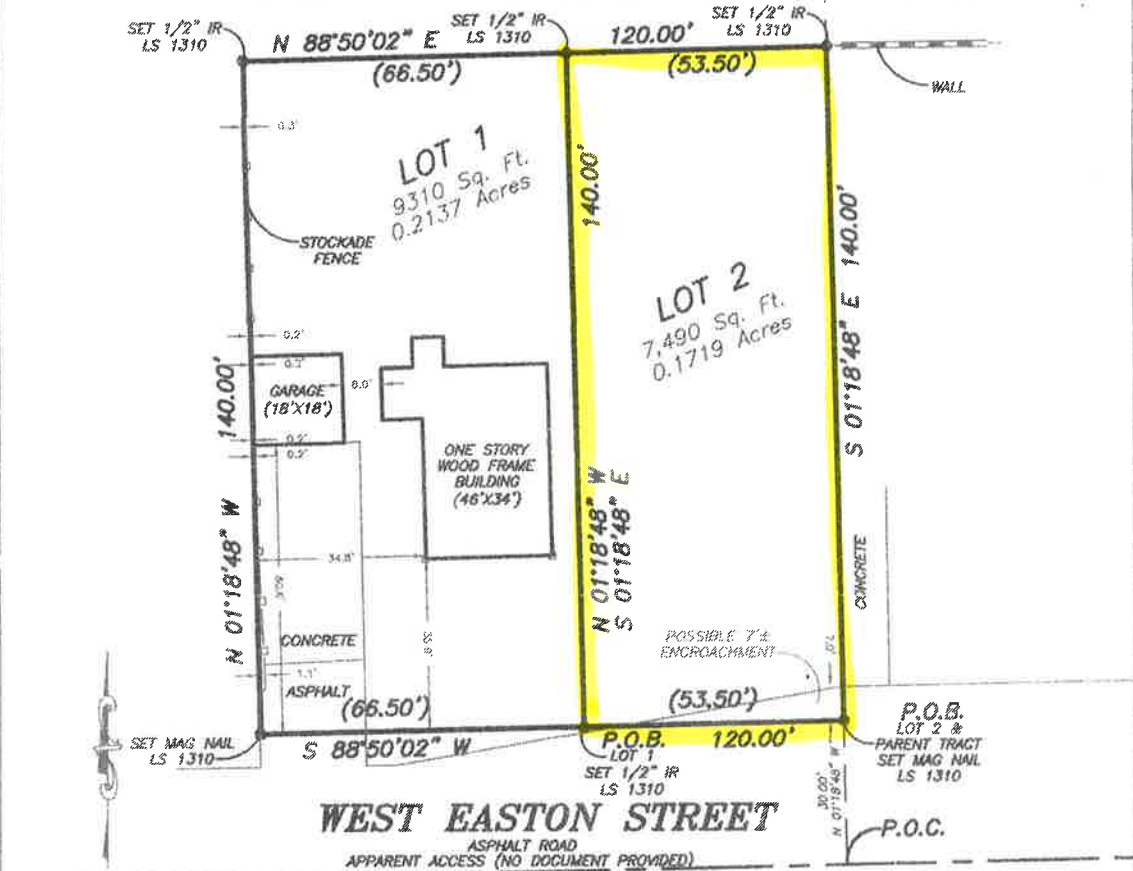 SET 1/2" IR
LS 1310
SET 1/2" IR
LS 1310
SET 1/2" IR
LS 1310
N 88°50'02" E
120.00'
(66.50')
(53.50')
WALL
0.3'
LOT 1
9310 Sq. Ft.
0.2137 Acres
140.00'
STOCKADE
FENCE
LOT 2
7,490 Sq. Ft.
0.1719 Acres
S 01°18'48" E 140.00'
0.2'
GARAGE
(18'X18')
8.0'
0.2'
0.2'
N 01°18'48" W 140.00'
ONE STORY
WOOD FRAME
BUILDING
(46'X34')
34.8'
N 01°18'48" W
S 01°18'48" E
CONCRETE
CONCRETE
1.1'
ASPHALT
POSSIBLE 7'±
ENCROACHMENT
7.0'
(66.50')
(53.50')
SET MAG NAIL
LS 1310
S 88°50'02" W
P.O.B.
LOT 1
SET 1/2" IR
LS 1310
120.00'
P.O.B.
LOT 2 &
PARENT TRACT
SET MAG NAIL
LS 1310
30.00'
N 01°18'48" W
P.O.C.
WEST EASTON STREET
ASPHALT ROAD
APPARENT ACCESS (NO DOCUMENT PROVIDED)